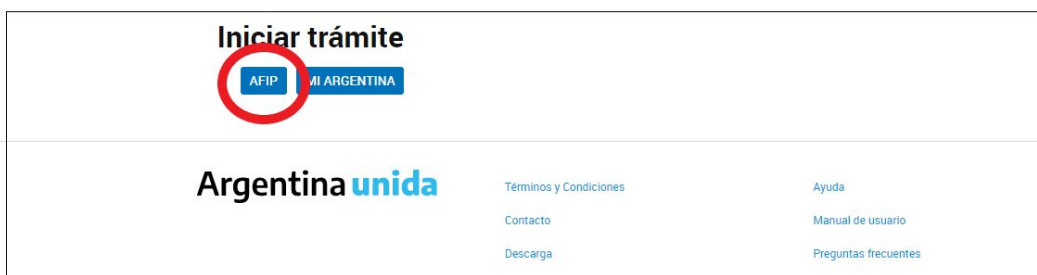 Iniciar trámite
AFIP MI ARGENTINA
Argentina unida
Términos y Condiciones Ayuda
Contacto Manual de usuario
Descarga Preguntas frecuentes